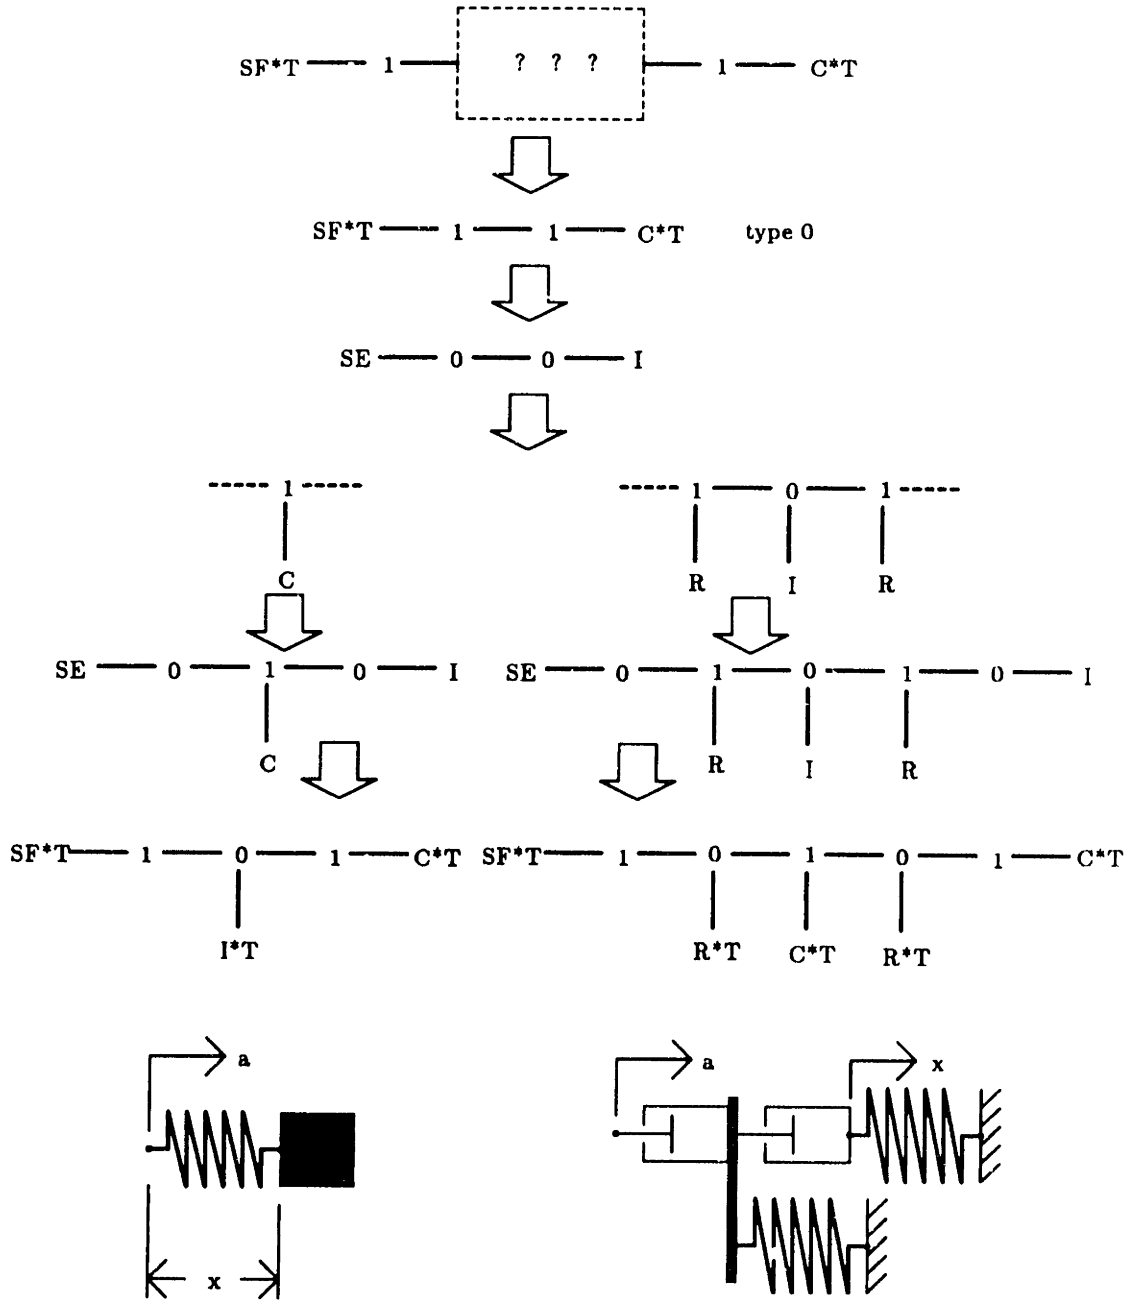 SF*T 1 ? ? ? 1 C*T
SF*T 1 1 C*T type 0
SE 0 0 I
1 1 0 1
C R I R
SE 0 1 0 I SE 0 1 0 1 0 I
C R I R
SF*T 1 0 1 C*T SF*T 1 0 1 0 1 C*T
I*T R*T C*T R*T
a a x
x